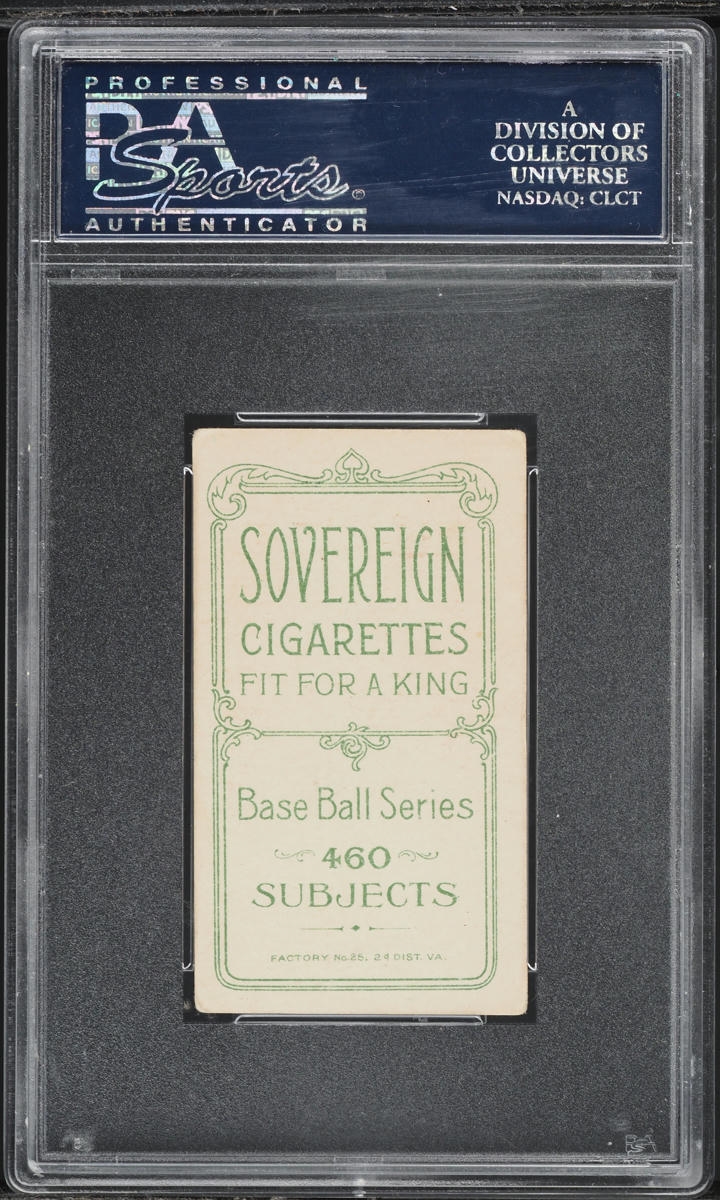 PROFESSIONAL
PSA
Sports®
AUTHENTICATOR
A
DIVISION OF
COLLECTORS
UNIVERSE
NASDAQ: CLCT
SOVEREIGN
CIGARETTES
FIT FOR A KING
Base Ball Series
460
SUBJECTS
FACTORY No. 25, 2d DIST. VA.
PSA